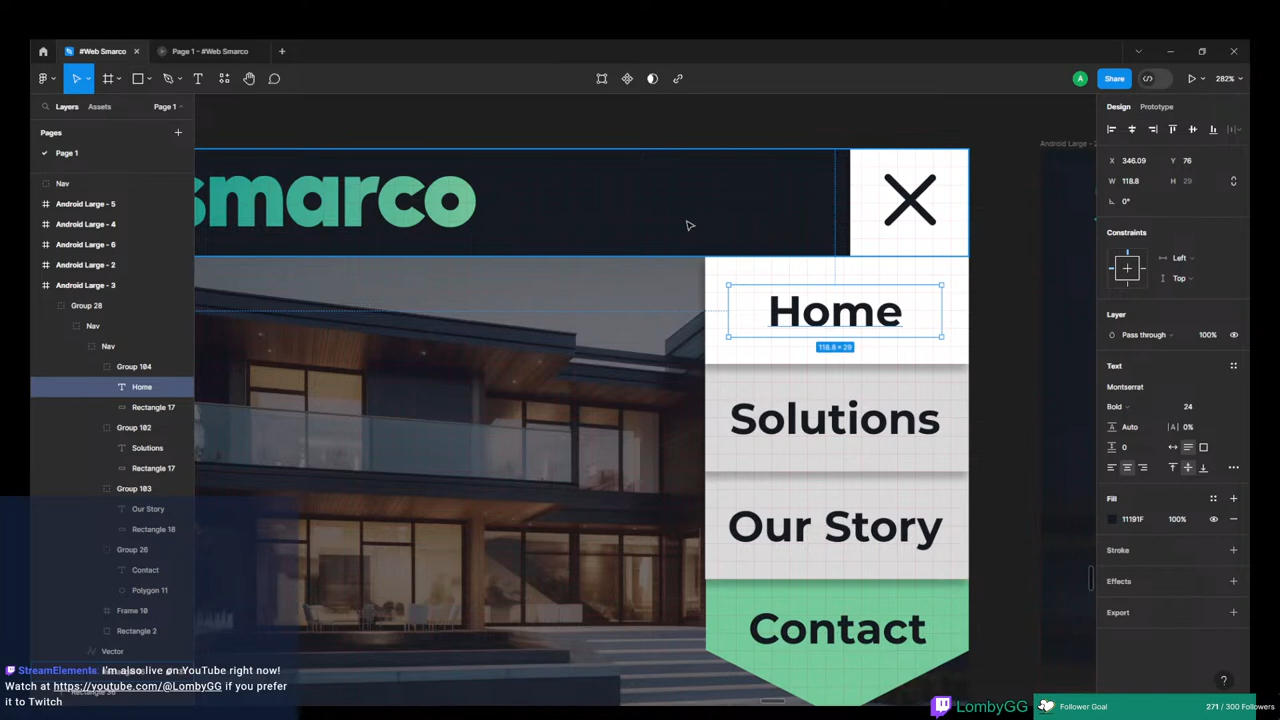 #Web Smarco
Page 1 – #Web Smarco
A
Share
282%
Layers
Assets
Page 1
Design
Prototype
Pages
Page 1
Nav
Android Large - 5
Android Large - 4
Android Large - 6
Android Large - 2
Android Large - 3
Group 28
Nav
Nav
Group 104
Home
Rectangle 17
Group 102
Solutions
Rectangle 17
Group 103
Our Story
Rectangle 18
Group 26
Contact
Polygon 11
Frame 10
Rectangle 2
Vector
smarco
Home
118.8 × 29
Solutions
Our Story
Contact
Android Large - 2
X 346.09
Y 76
W 118.8
H 29
0°
Constraints
Left
Top
Layer
Pass through
100%
Text
Montserrat
Bold
24
Auto
0%
0
Fill
11191F
100%
Stroke
Effects
Export
?
StreamElements I'm also live on YouTube right now!
Watch at https://youtube.com/@LombyGG if you prefer
it to Twitch
LombyGG
Follower Goal
271 / 300 Followers